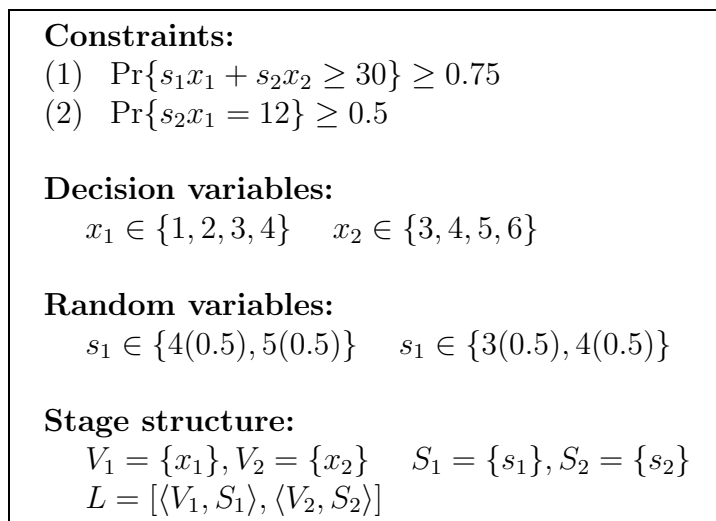 Constraints:
(1) Pr{s₁x₁ + s₂x₂ ≥ 30} ≥ 0.75
(2) Pr{s₂x₁ = 12} ≥ 0.5
Decision variables:
x₁ ∈ {1, 2, 3, 4} x₂ ∈ {3, 4, 5, 6}
Random variables:
s₁ ∈ {4(0.5), 5(0.5)} s₁ ∈ {3(0.5), 4(0.5)}
Stage structure:
V₁ = {x₁}, V₂ = {x₂} S₁ = {s₁}, S₂ = {s₂}
L = [⟨V₁, S₁⟩, ⟨V₂, S₂⟩]